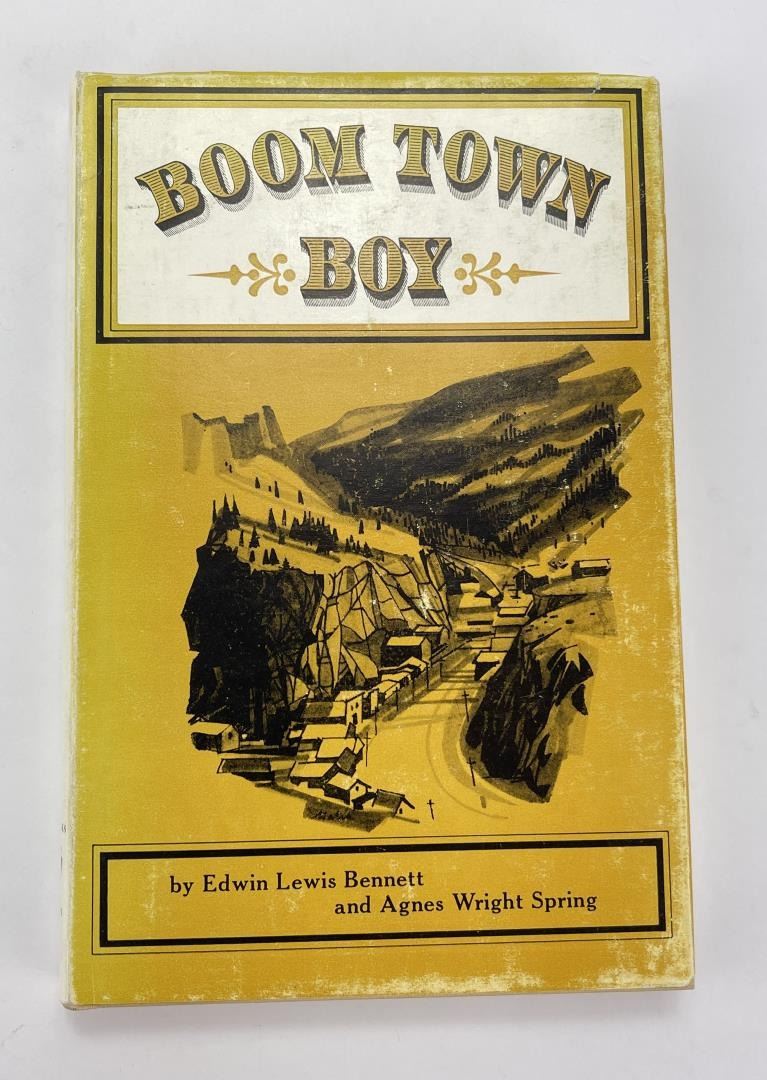 BOOM TOWN
BOY
by Edwin Lewis Bennett
and Agnes Wright Spring